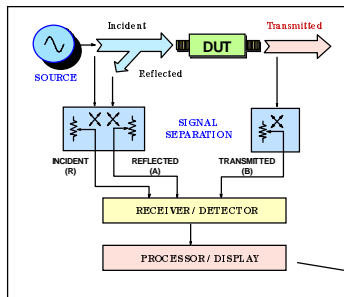 Incident
Transmitted
DUT
SOURCE
Reflected
SIGNAL
SEPARATION
INCIDENT
(R)
REFLECTED
(A)
TRANSMITTED
(B)
RECEIVER / DETECTOR
PROCESSOR / DISPLAY